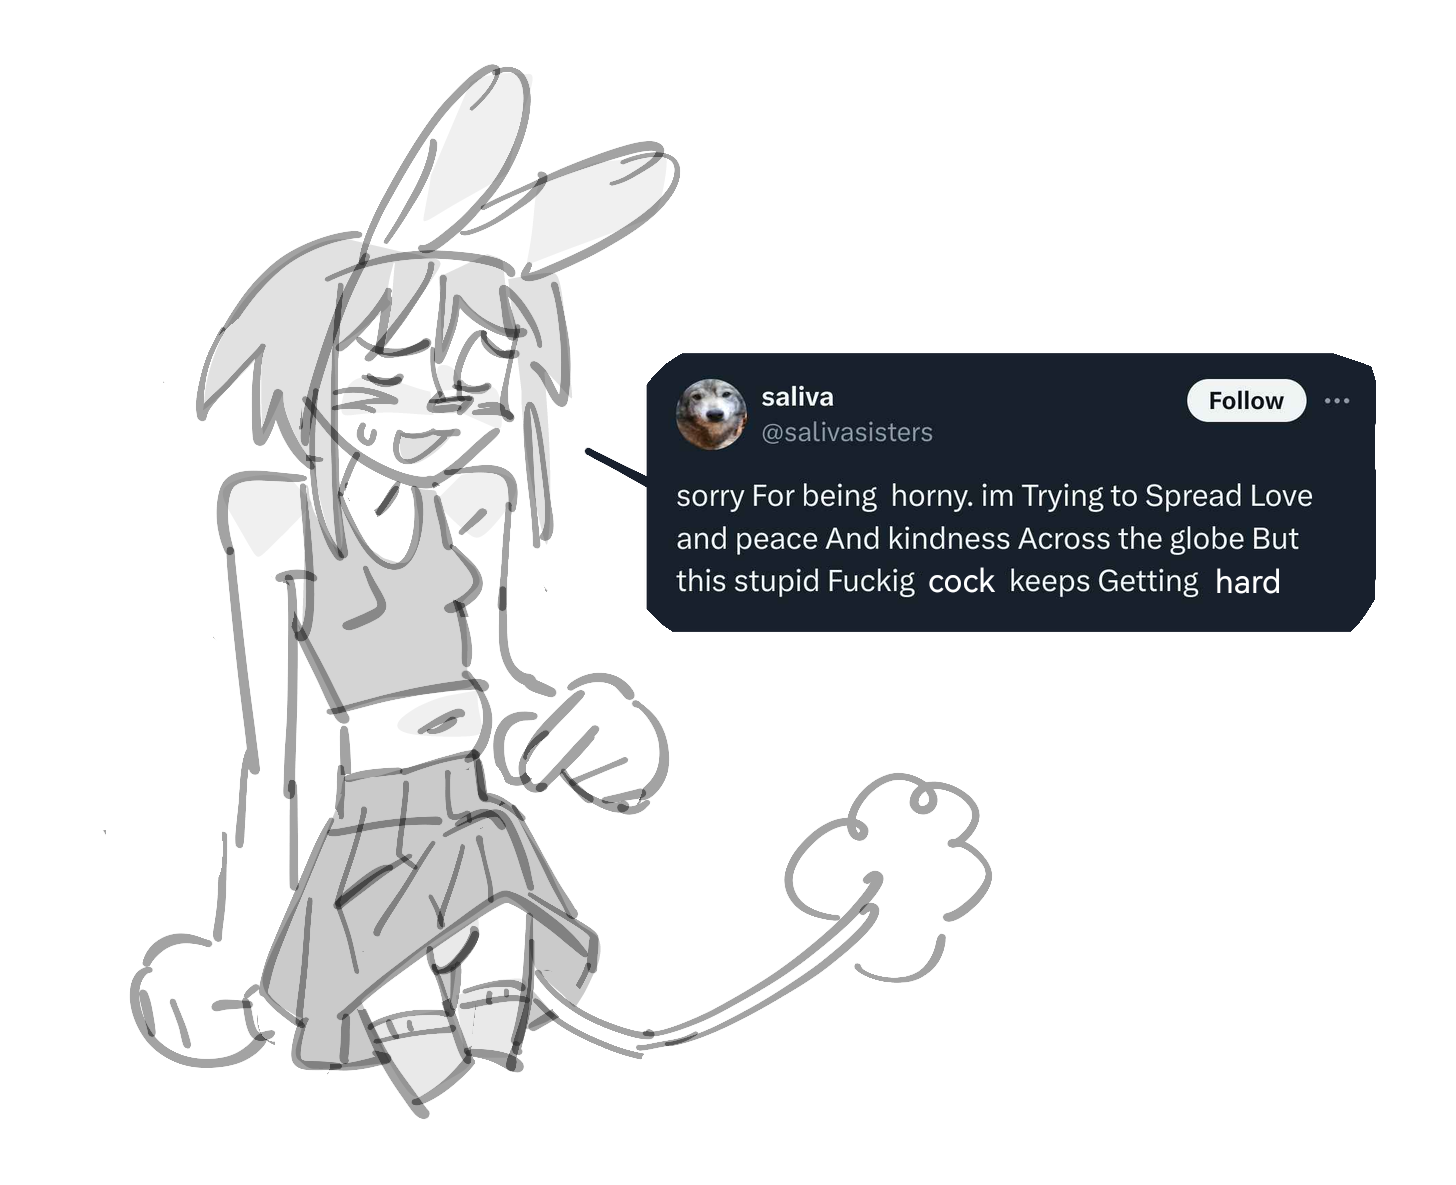 saliva
@salivasisters
Follow
sorry For being horny. im Trying to Spread Love
and peace And kindness Across the globe But
this stupid Fuckig cock keeps Getting hard